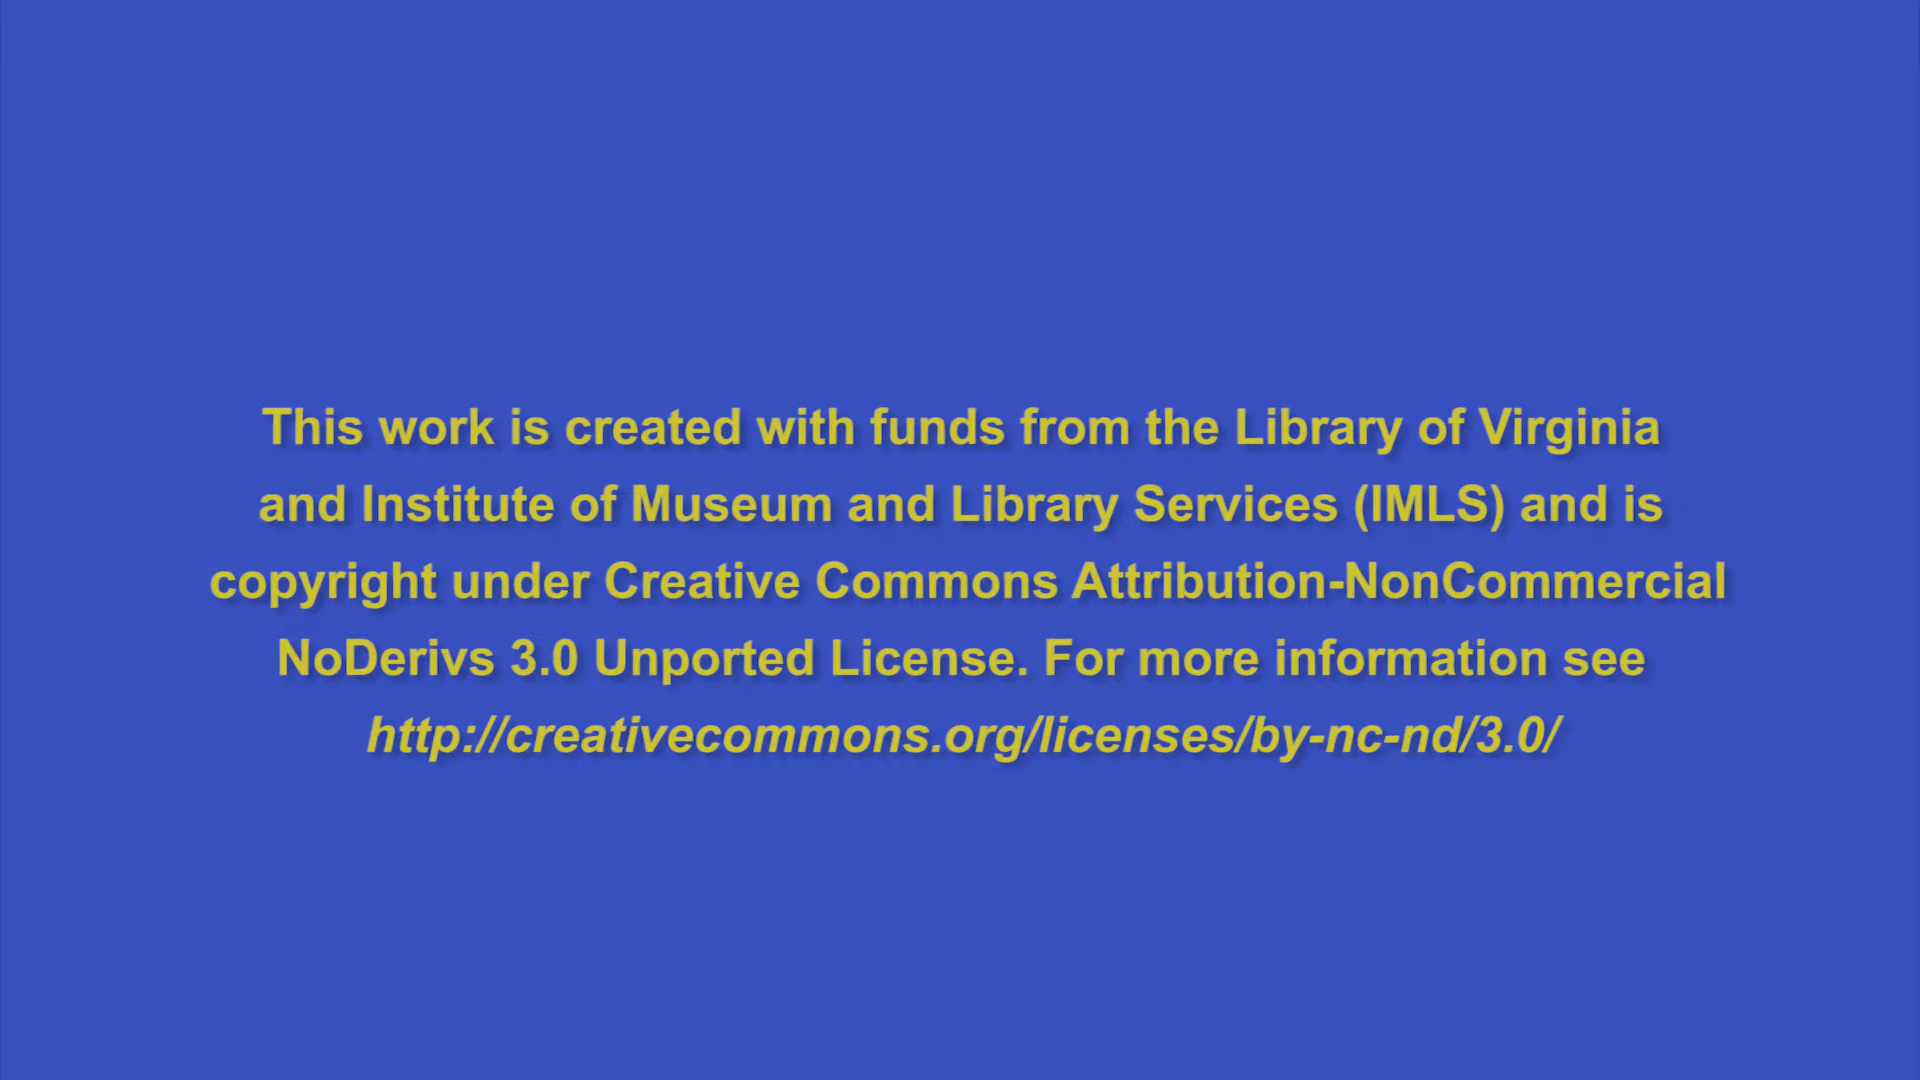 This work is created with funds from the Library of Virginia
and Institute of Museum and Library Services (IMLS) and is
copyright under Creative Commons Attribution-NonCommercial
NoDerivs 3.0 Unported License. For more information see
http://creativecommons.org/licenses/by-nc-nd/3.0/